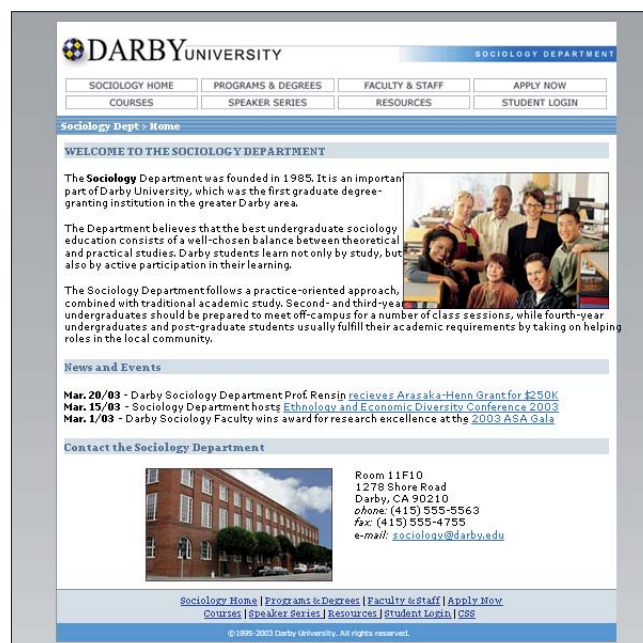 DARBY UNIVERSITY
SOCIOLOGY DEPARTMENT
SOCIOLOGY HOME PROGRAMS & DEGREES FACULTY & STAFF APPLY NOW
COURSES SPEAKER SERIES RESOURCES STUDENT LOGIN
Sociology Dept > Home
WELCOME TO THE SOCIOLOGY DEPARTMENT
The Sociology Department was founded in 1985. It is an important
part of Darby University, which was the first graduate degree-
granting institution in the greater Darby area.
The Department believes that the best undergraduate sociology
education consists of a well-chosen balance between theoretical
and practical studies. Darby students learn not only by study, but
also by active participation in their learning.
The Sociology Department follows a practice-oriented approach,
combined with traditional academic study. Second- and third-year
undergraduates should be prepared to meet off-campus for a number of class sessions, while fourth-year
undergraduates and post-graduate students usually fulfill their academic requirements by taking on helping
roles in the local community.
News and Events
Mar. 20/03 - Darby Sociology Department Prof. Rensin recieves Arasaka-Henn Grant for $250K
Mar. 15/03 - Sociology Department hosts Ethnology and Economic Diversity Conference 2003
Mar. 1/03 - Darby Sociology Faculty wins award for research excellence at the 2003 ASA Gala
Contact the Sociology Department
Room 11F10
1278 Shore Road
Darby, CA 90210
phone: (415) 555-5563
fax: (415) 555-4755
e-mail: sociology@darby.edu
Sociology Home | Programs & Degrees | Faculty & Staff | Apply Now
Courses | Speaker Series | Resources | Student Login | CSS
©1995-2003 Darby University. All rights reserved.